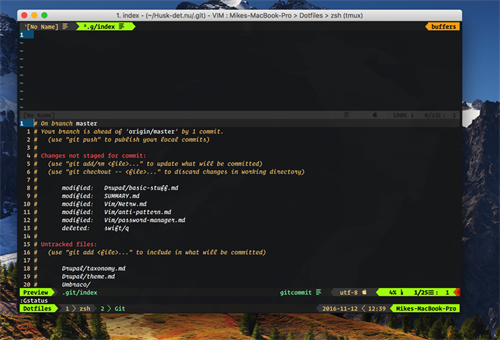 1. index - (~/Husk-det.nu/.git) - VIM : Mikes-MacBook-Pro > Dotfiles > zsh (tmux)
[No Name] *.g/index buffers
1
[No Name] 100% 0/1
1 # On branch master
2 # Your branch is ahead of 'origin/master' by 1 commit.
3 #   (use "git push" to publish your local commits)
4 #
5 # Changes not staged for commit:
6 #   (use "git add/rm <file>..." to update what will be committed)
7 #   (use "git checkout -- <file>..." to discard changes in working directory)
8 #
9 #       modified:   Drupal/basic-stuff.md
10 #       modified:   SUMMARY.md
11 #       modified:   Vim/Netrw.md
12 #       modified:   Vim/anti-pattern.md
13 #       modified:   Vim/password-manager.md
14 #       deleted:    swift/q
15 #
16 # Untracked files:
17 #   (use "git add <file>..." to include in what will be committed)
18 #
18 #       Drupal/taxonomy.md
19 #       Drupal/theme.md
20 #       Umbraco/
Preview .git/index gitcommit utf-8 4% 1/25 : 1
:Gstatus
Dotfiles 1 zsh 2 Git 2016-11-12 12:39 Mikes-MacBook-Pro